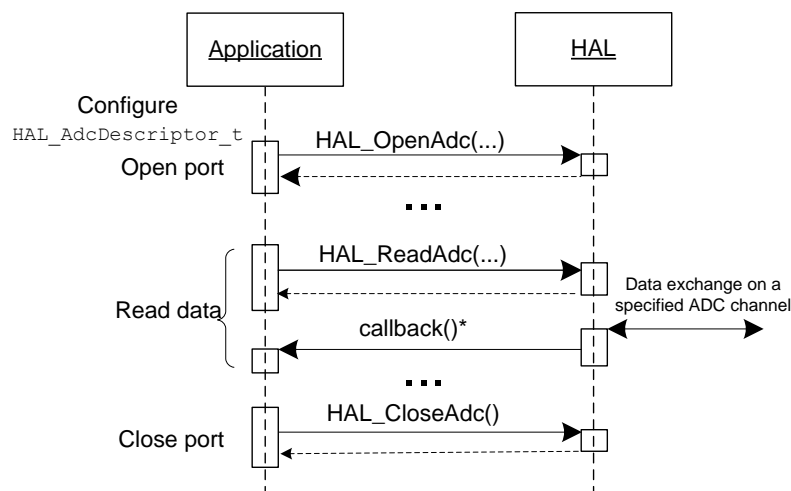 Application
HAL
Configure
HAL_AdcDescriptor_t
HAL_OpenAdc(...)
Open port
...
HAL_ReadAdc(...)
Data exchange on a
specified ADC channel
Read data
callback()*
...
HAL_CloseAdc()
Close port